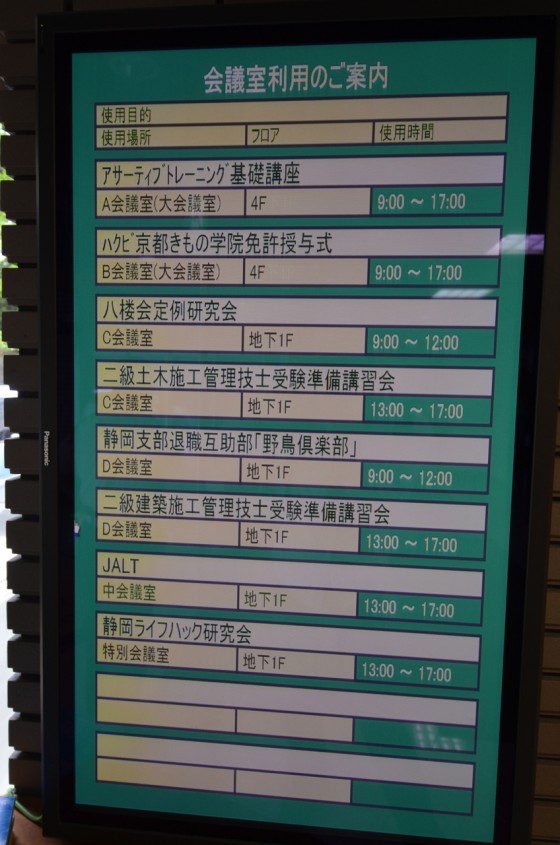 会議室利用のご案内
使用目的
使用場所 フロア 使用時間
ｱｻｰﾃｨﾌﾞﾄﾚｰﾆﾝｸﾞ基礎講座
A会議室(大会議室) 4F 9:00 ～ 17:00
ﾊｸﾋﾞ京都きもの学院免許授与式
B会議室(大会議室) 4F 9:00 ～ 17:00
八楼会定例研究会
C会議室 地下1F 9:00 ～ 12:00
二級土木施工管理技士受験準備講習会
C会議室 地下1F 13:00 ～ 17:00
静岡支部退職互助部「野鳥倶楽部」
D会議室 地下1F 9:00 ～ 12:00
二級建築施工管理技士受験準備講習会
D会議室 地下1F 13:00 ～ 17:00
JALT
中会議室 地下1F 13:00 ～ 17:00
静岡ライフハック研究会
特別会議室 地下1F 13:00 ～ 17:00
Panasonic